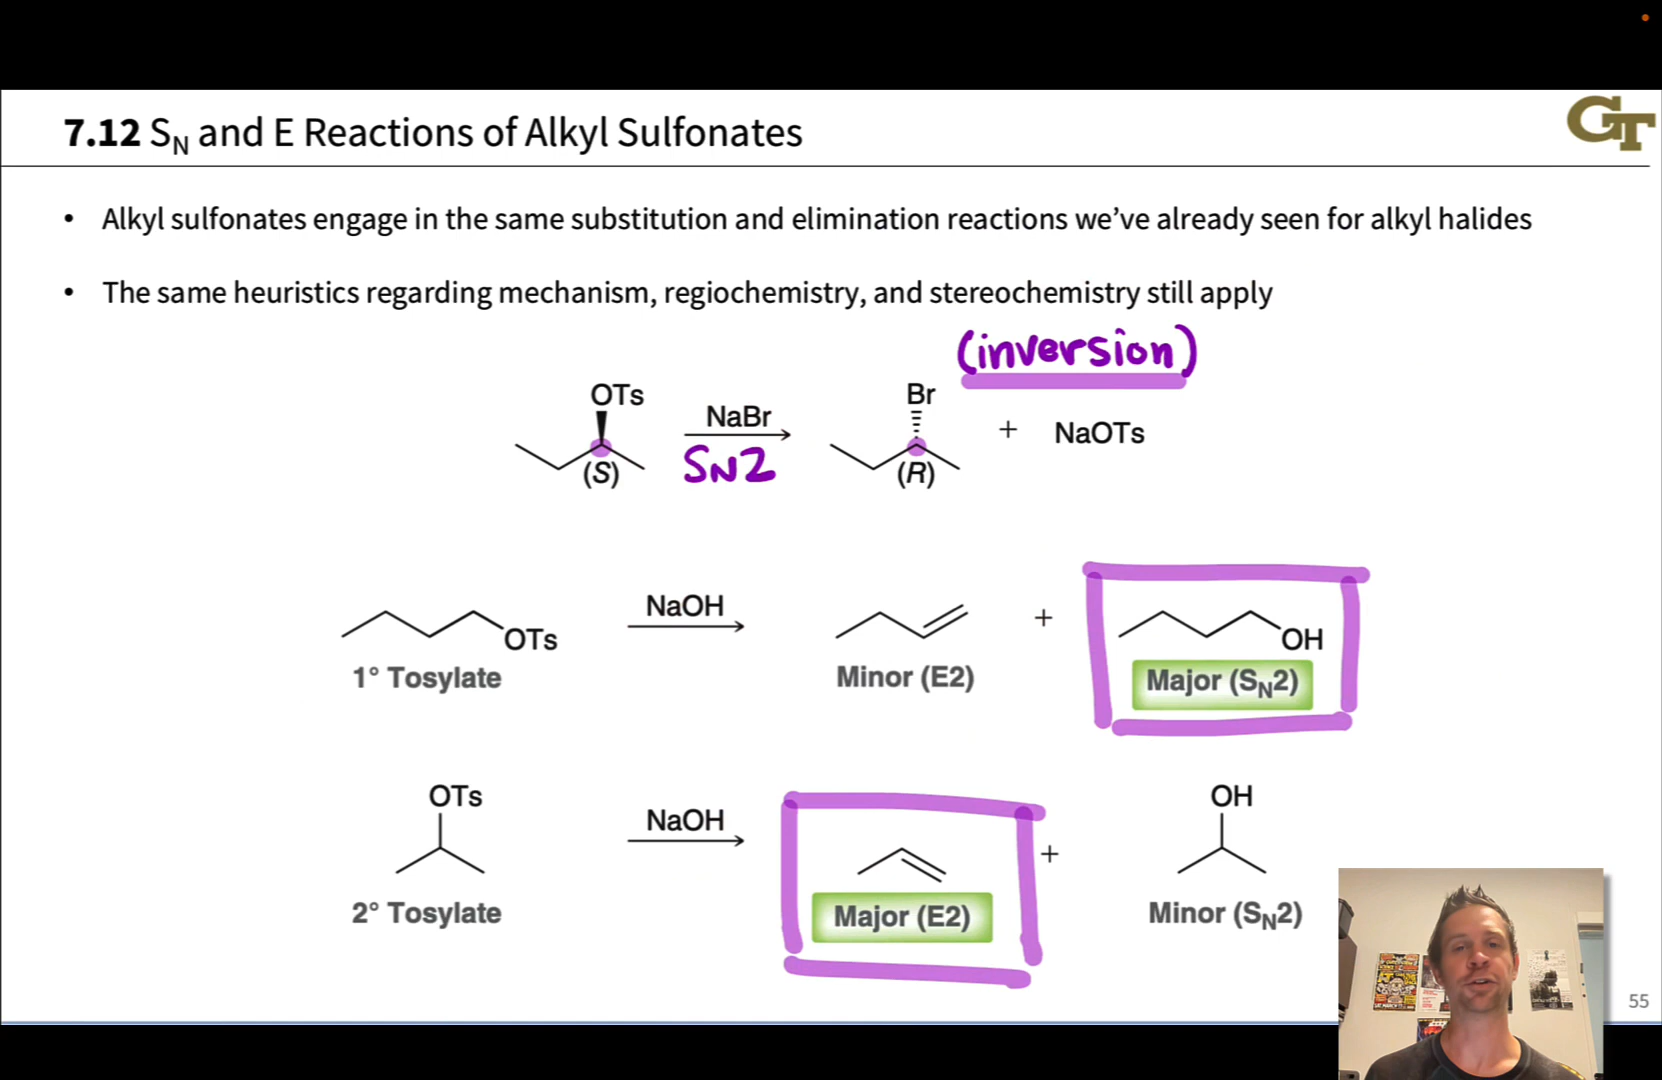 7.12 SN and E Reactions of Alkyl Sulfonates
GT
• Alkyl sulfonates engage in the same substitution and elimination reactions we've already seen for alkyl halides
• The same heuristics regarding mechanism, regiochemistry, and stereochemistry still apply
(inversion)
OTs
NaBr
Br
+ NaOTs
(S)
SN2
(R)
OTs
NaOH
+
OH
1° Tosylate
Minor (E2)
Major (SN2)
OTs
NaOH
+
OH
2° Tosylate
Major (E2)
Minor (SN2)
55